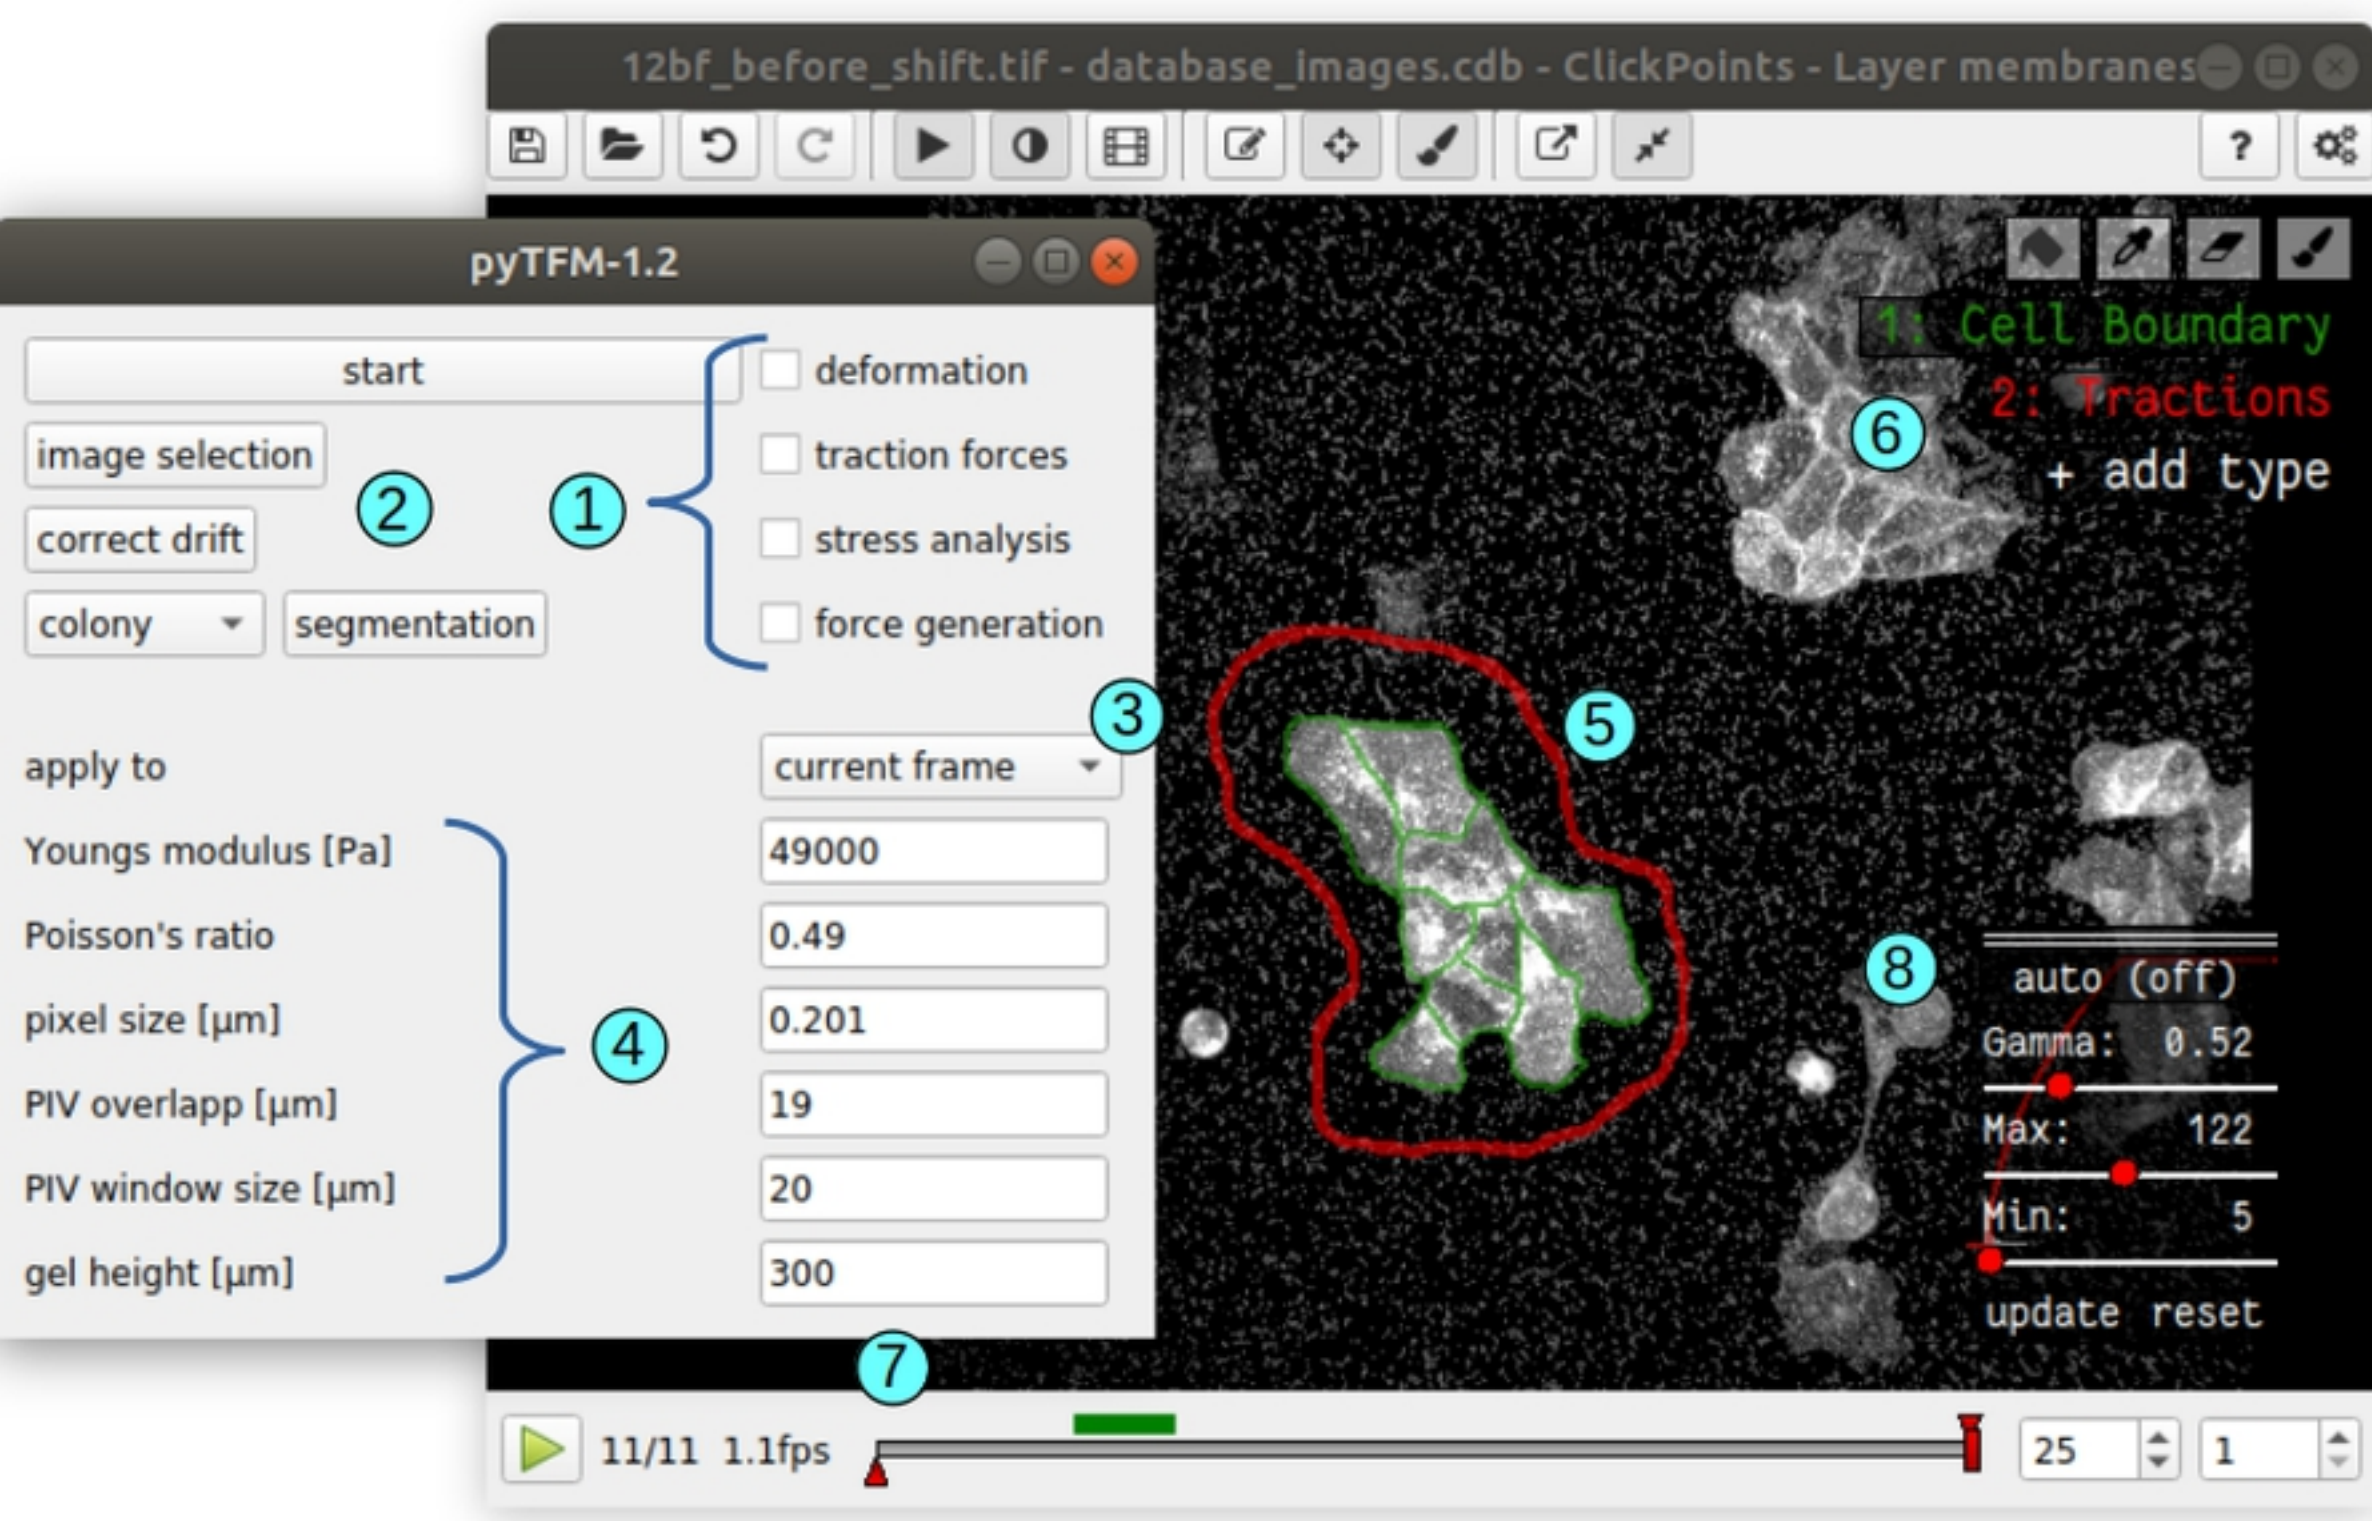 12bf_before_shift.tif - database_images.cdb - ClickPoints - Layer membranes
?
pyTFM-1.2
start
deformation
image selection
traction forces
correct drift
stress analysis
colony
segmentation
force generation
1
2
3
apply to
current frame
Youngs modulus [Pa]
49000
Poisson's ratio
0.49
pixel size [µm]
0.201
PIV overlapp [µm]
19
PIV window size [µm]
20
gel height [µm]
300
4
1: Cell Boundary
2: Tractions
+ add type
6
5
8
auto (off)
Gamma: 0.52
Max: 122
Min: 5
update reset
7
11/11 1.1fps
25
1